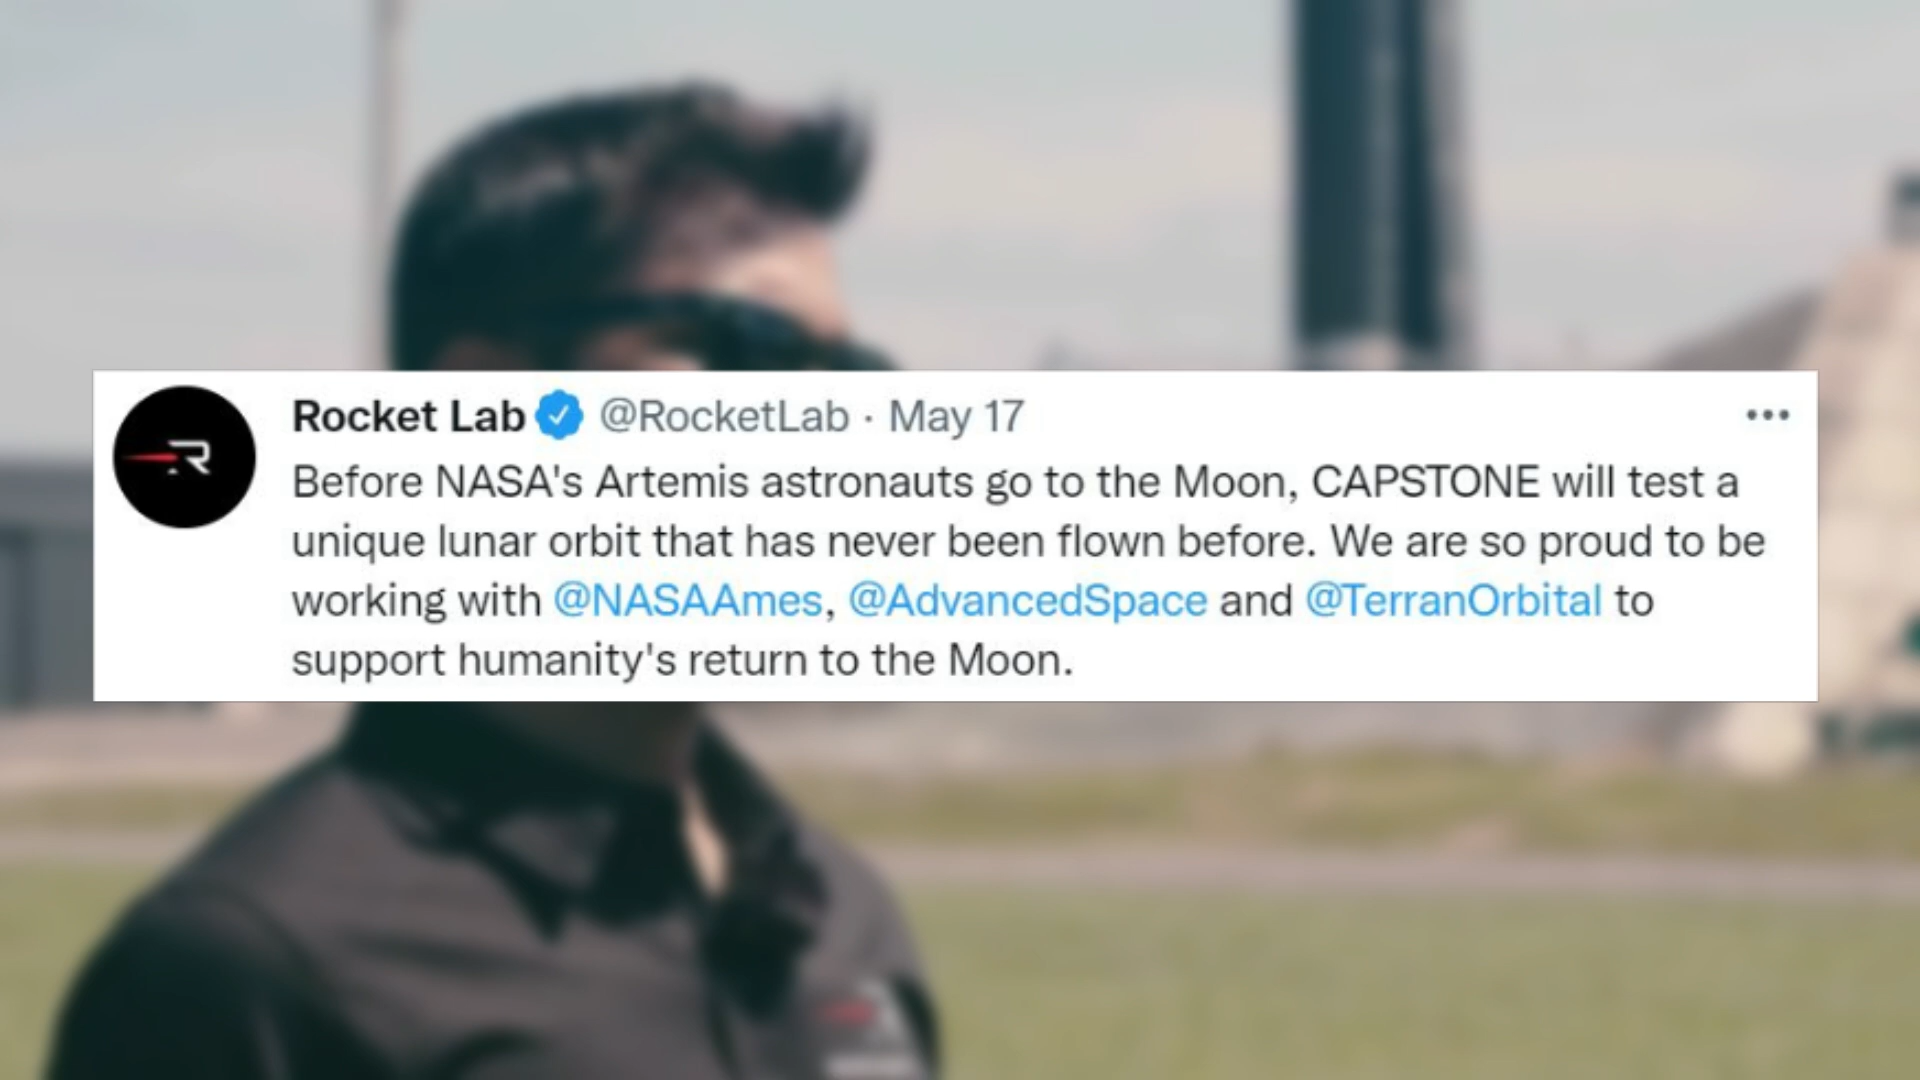 Rocket Lab @RocketLab · May 17
Before NASA's Artemis astronauts go to the Moon, CAPSTONE will test a
unique lunar orbit that has never been flown before. We are so proud to be
working with @NASAAmes, @AdvancedSpace and @TerranOrbital to
support humanity's return to the Moon.